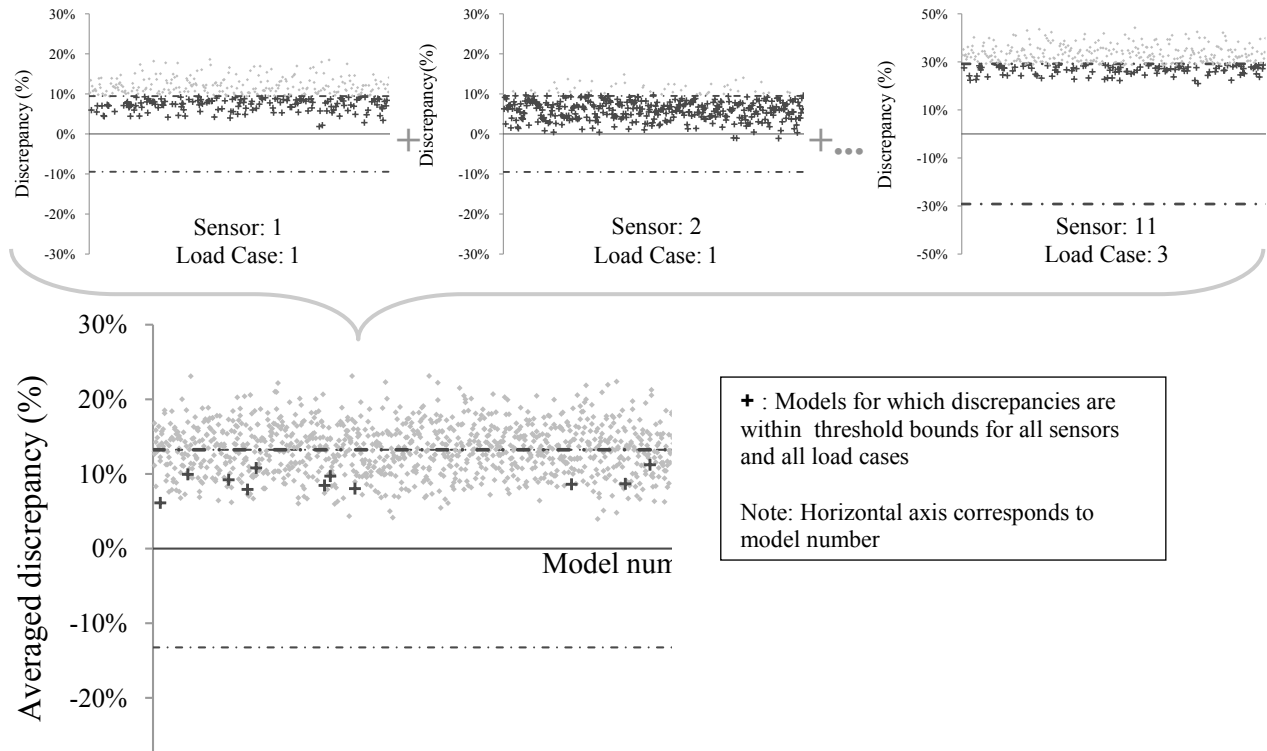 30%
20%
10%
0%
-10%
-20%
-30%
Discrepancy (%)
Sensor: 1
Load Case: 1
+
30%
20%
10%
0%
-10%
-20%
-30%
Discrepancy(%)
Sensor: 2
Load Case: 1
+...
50%
30%
10%
-10%
-30%
-50%
Discrepancy (%)
Sensor: 11
Load Case: 3
30%
20%
10%
0%
-10%
-20%
Averaged discrepancy (%)
Model num
+ : Models for which discrepancies are
within threshold bounds for all sensors
and all load cases
Note: Horizontal axis corresponds to
model number